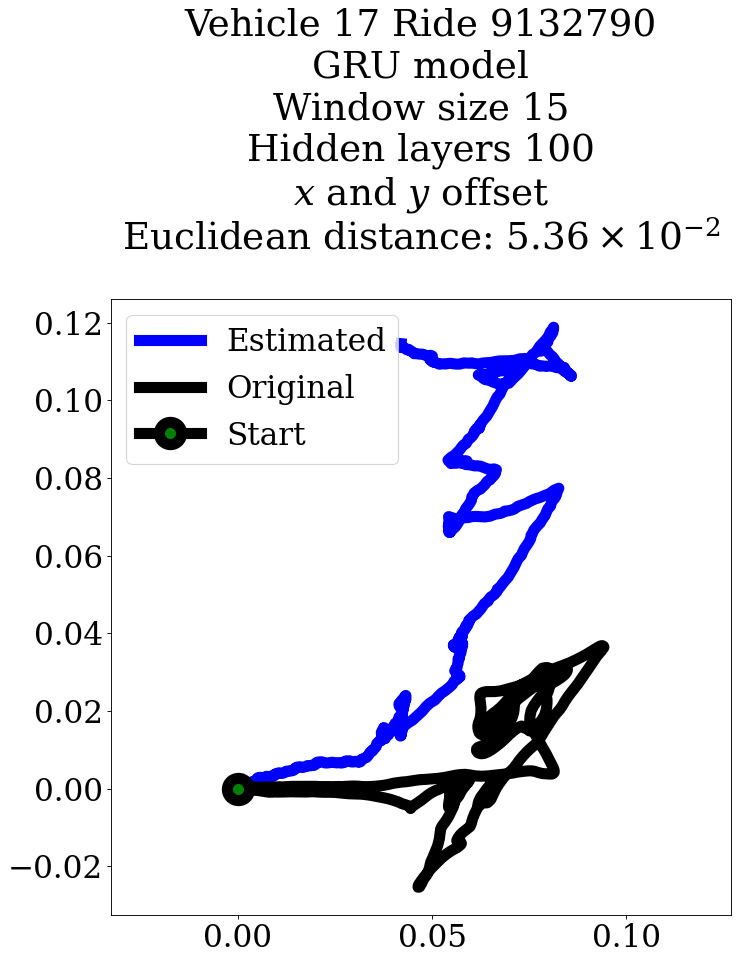 Vehicle 17 Ride 9132790
GRU model
Window size 15
Hidden layers 100
x and y offset
Euclidean distance: 5.36 × 10⁻²
Estimated
Original
Start
0.12
0.10
0.08
0.06
0.04
0.02
0.00
−0.02
0.00 0.05 0.10